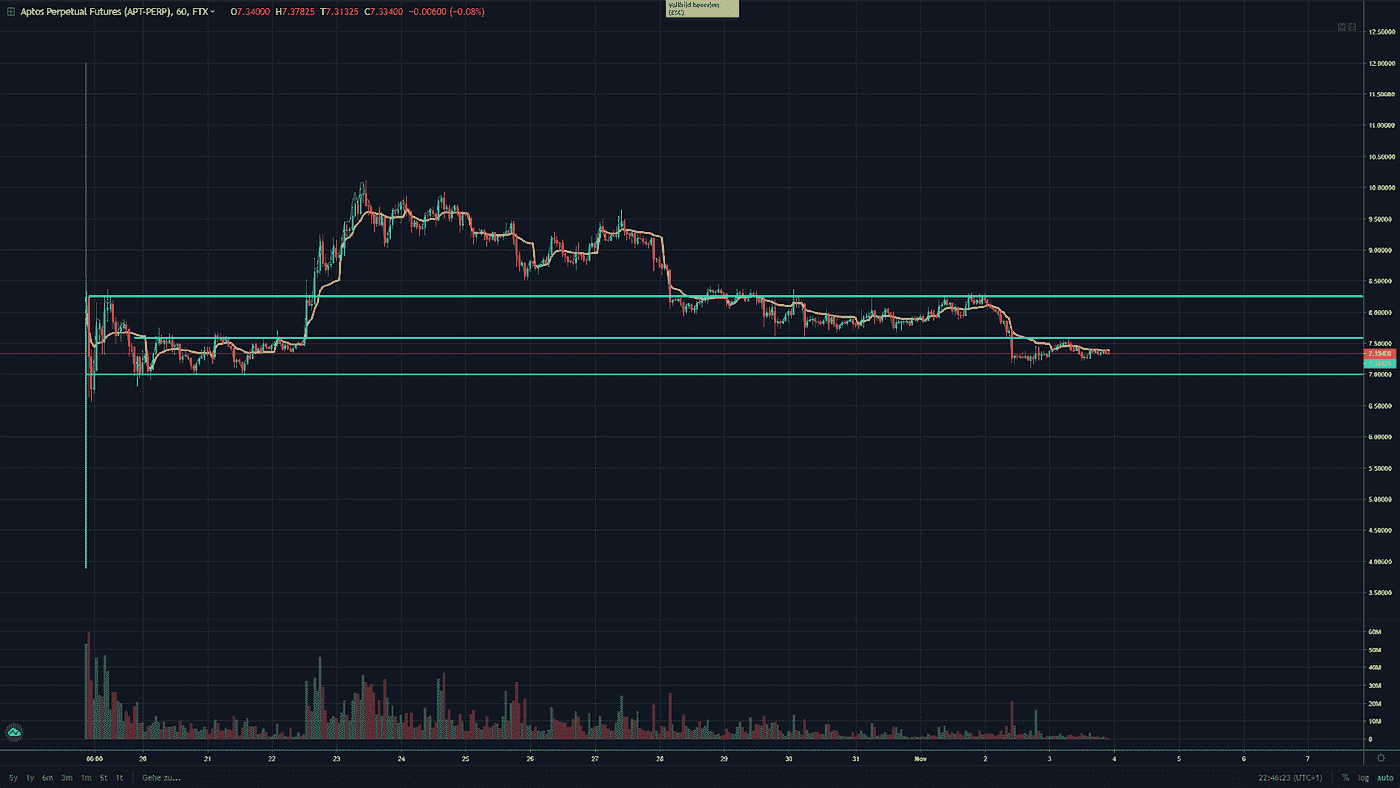 Aptos Perpetual Futures (APT-PERP), 60, FTX O7.34000 H7.37825 T7.31325 C7.33400 −0.00600 (−0.08%)
Vollbild beenden
(ESC)
12.50000
12.00000
11.50000
11.00000
10.50000
10.00000
9.50000
9.00000
8.50000
8.00000
7.50000
7.33400
7.00000
6.50000
6.00000
5.50000
5.00000
4.50000
4.00000
3.50000
60M
50M
40M
30M
20M
10M
0
06:00 20 21 22 23 24 25 26 27 28 29 30 31 Nov 2 3 4 5 6 7
5y 1y 6m 3m 1m 5t 1t Gehe zu... 22:46:23 (UTC+1) % log auto